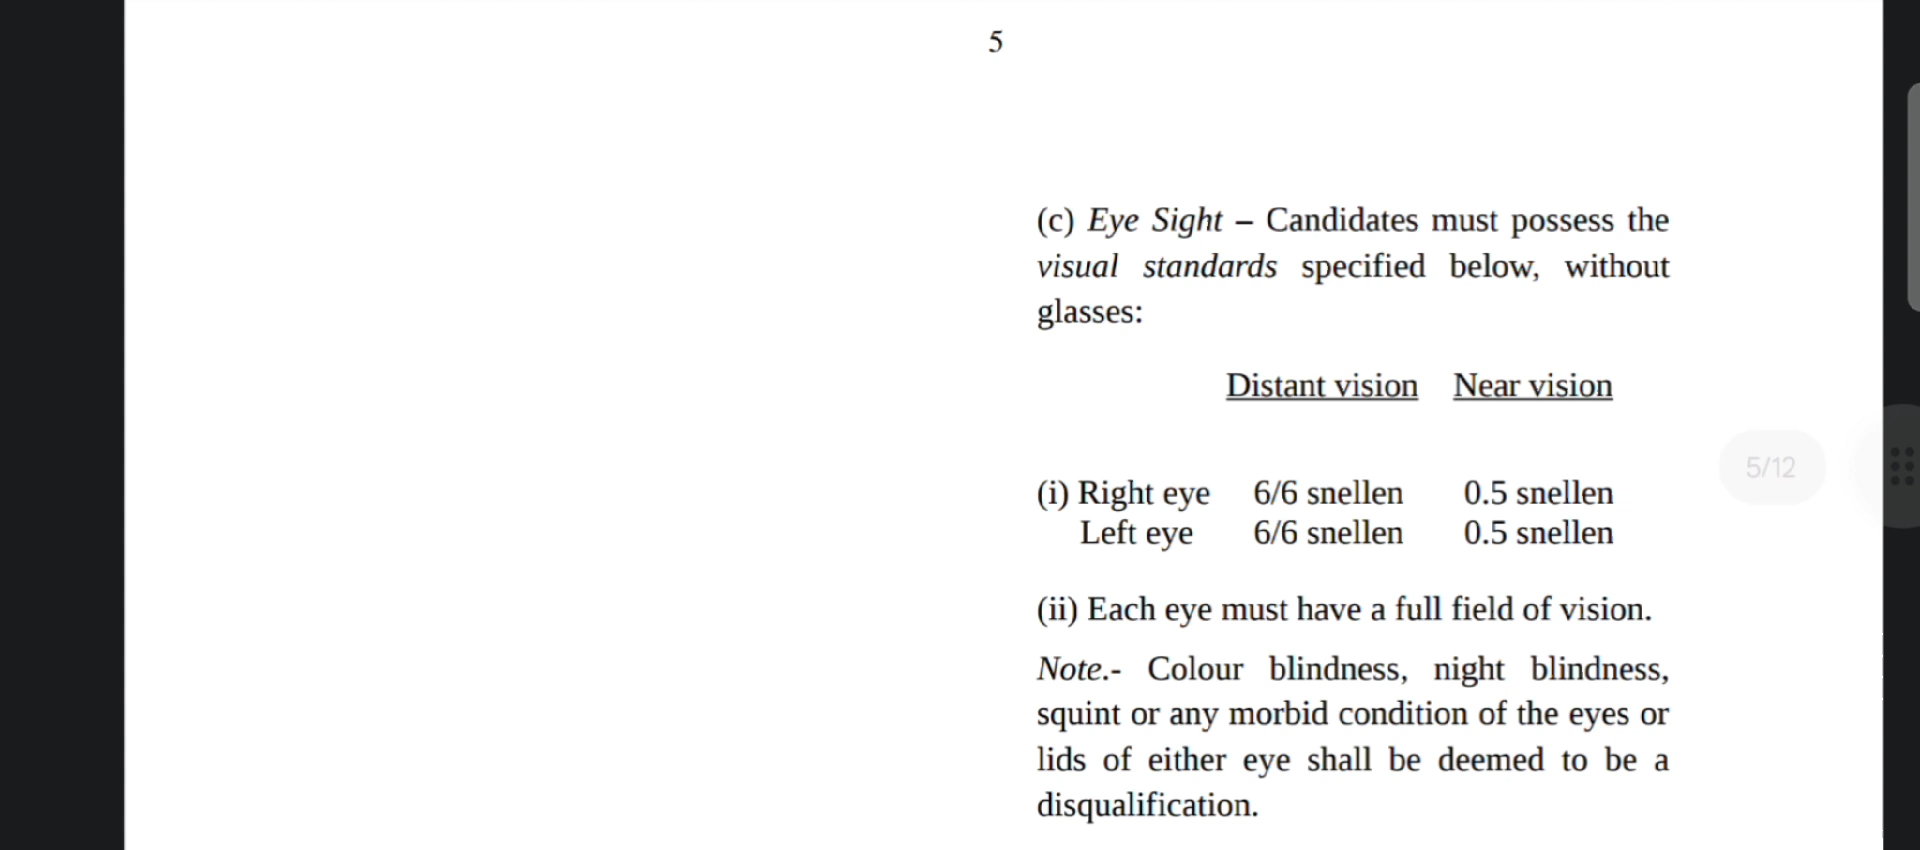 5
(c) Eye Sight – Candidates must possess the
visual standards specified below, without
glasses:
Distant vision Near vision
5/12
(i) Right eye 6/6 snellen 0.5 snellen
Left eye 6/6 snellen 0.5 snellen
(ii) Each eye must have a full field of vision.
Note.- Colour blindness, night blindness,
squint or any morbid condition of the eyes or
lids of either eye shall be deemed to be a
disqualification.